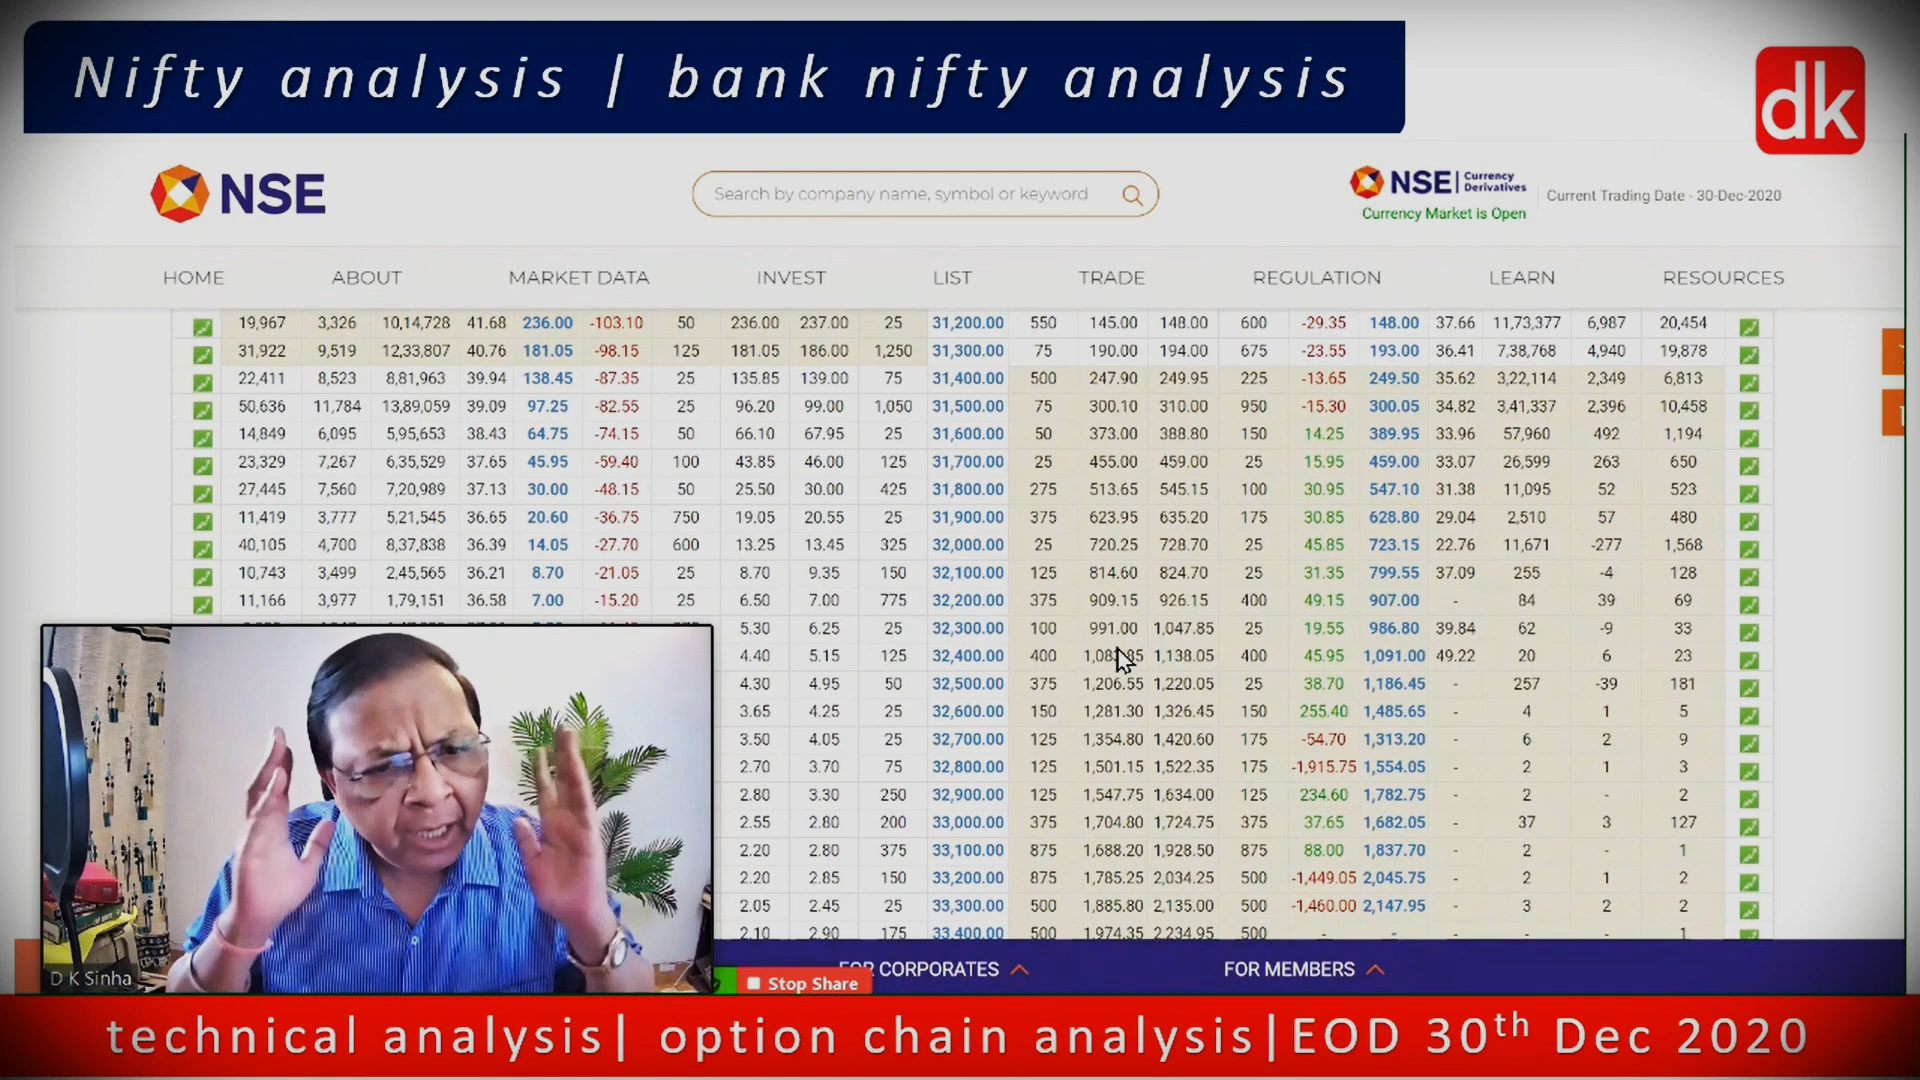 Nifty analysis | bank nifty analysis
dk
NSE
Search by company name, symbol or keyword
NSE Currency Derivatives
Currency Market is Open
Current Trading Date - 30-Dec-2020
HOME ABOUT MARKET DATA INVEST LIST TRADE REGULATION LEARN RESOURCES
19,967 3,326 10,14,728 41.68 236.00 -103.10 50 236.00 237.00 25 31,200.00 550 145.00 148.00 600 -29.35 148.00 37.66 11,73,377 6,987 20,454
31,922 9,519 12,33,807 40.76 181.05 -98.15 125 181.05 186.00 1,250 31,300.00 75 190.00 194.00 675 -23.55 193.00 36.41 7,38,768 4,940 19,878
22,411 8,523 8,81,963 39.94 138.45 -87.35 25 135.85 139.00 75 31,400.00 500 247.90 249.95 225 -13.65 249.50 35.62 3,22,114 2,349 6,813
50,636 11,784 13,89,059 39.09 97.25 -82.55 25 96.20 99.00 1,050 31,500.00 75 300.10 310.00 950 -15.30 300.05 34.82 3,41,337 2,396 10,458
14,849 6,095 5,95,653 38.43 64.75 -74.15 50 66.10 67.95 25 31,600.00 50 373.00 388.80 150 14.25 389.95 33.96 57,960 492 1,194
23,329 7,267 6,35,529 37.65 45.95 -59.40 100 43.85 46.00 125 31,700.00 25 455.00 459.00 25 15.95 459.00 33.07 26,599 263 650
27,445 7,560 7,20,989 37.13 30.00 -48.15 50 25.50 30.00 425 31,800.00 275 513.65 545.15 100 30.95 547.10 31.38 11,095 52 523
11,419 3,777 5,21,545 36.65 20.60 -36.75 750 19.05 20.55 25 31,900.00 375 623.95 635.20 175 30.85 628.80 29.04 2,510 57 480
40,105 4,700 8,37,838 36.39 14.05 -27.70 600 13.25 13.45 325 32,000.00 25 720.25 728.70 25 45.85 723.15 22.76 11,671 -277 1,568
10,743 3,499 2,45,565 36.21 8.70 -21.05 25 8.70 9.35 150 32,100.00 125 814.60 824.70 25 31.35 799.55 37.09 255 -4 128
11,166 3,977 1,79,151 36.58 7.00 -15.20 25 6.50 7.00 775 32,200.00 375 909.15 926.15 400 49.15 907.00 - 84 39 69
5.30 6.25 25 32,300.00 100 991.00 1,047.85 25 19.55 986.80 39.84 62 -9 33
4.40 5.15 125 32,400.00 400 1,138.05 400 45.95 1,091.00 49.22 20 6 23
4.30 4.95 50 32,500.00 375 1,206.55 1,220.05 25 38.70 1,186.45 - 257 -39 181
3.65 4.25 25 32,600.00 150 1,281.30 1,326.45 150 255.40 1,485.65 - 4 1 5
3.50 4.05 25 32,700.00 125 1,354.80 1,420.60 175 -54.70 1,313.20 - 6 2 9
2.70 3.70 75 32,800.00 125 1,501.15 1,522.35 175 -1,915.75 1,554.05 - 2 1 3
2.80 3.30 250 32,900.00 125 1,547.75 1,634.00 125 234.60 1,782.75 - 2 - 2
2.55 2.80 200 33,000.00 375 1,704.80 1,724.75 375 37.65 1,682.05 - 37 3 127
2.20 2.80 375 33,100.00 875 1,688.20 1,928.50 875 88.00 1,837.70 - 2 - 1
2.20 2.85 150 33,200.00 875 1,785.25 2,034.25 500 -1,449.05 2,045.75 - 2 1 2
2.05 2.45 25 33,300.00 500 1,885.80 2,135.00 500 -1,460.00 2,147.95 - 3 2 2
2.10 2.90 175 33,400.00 500 1,974.35 2,234.95 500 - - - - - 1
D K Sinha
CORPORATES FOR MEMBERS
Stop Share
technical analysis| option chain analysis|EOD 30th Dec 2020